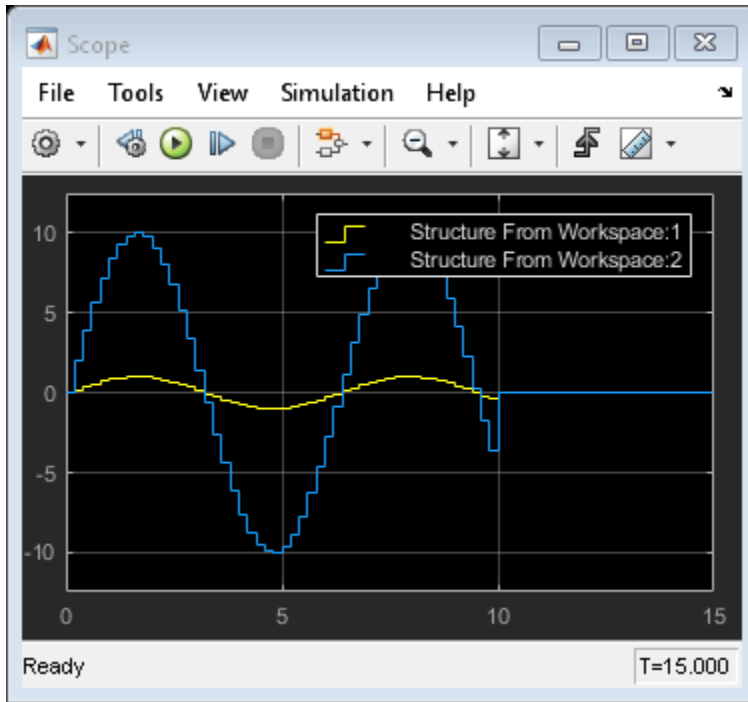 Scope
File Tools View Simulation Help
Structure From Workspace:1
Structure From Workspace:2
10
5
0
-5
-10
0 5 10 15
Ready T=15.000